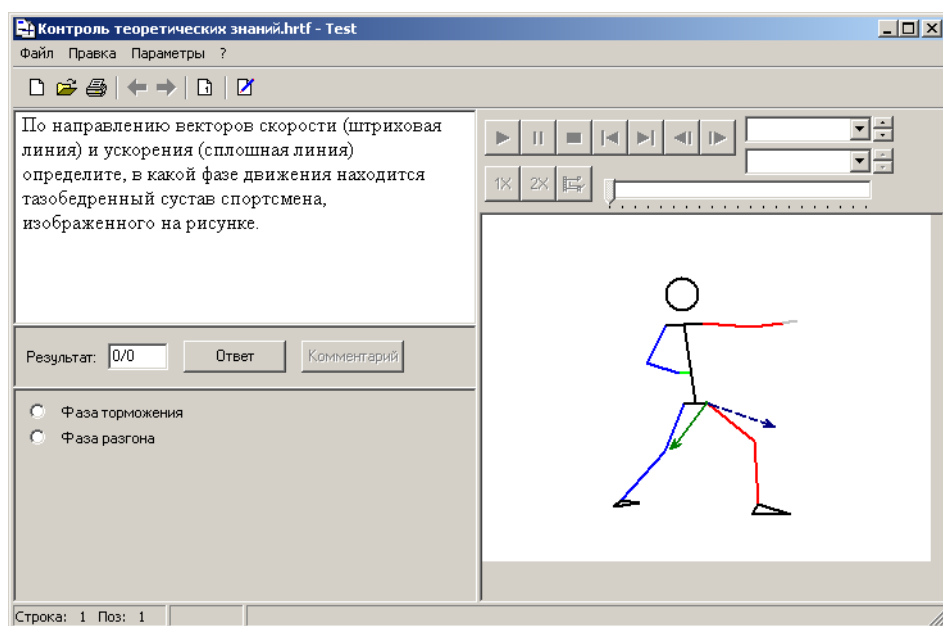 Контроль теоретических знаний.hrtf - Test
Файл Правка Параметры ?
По направлению векторов скорости (штриховая
линия) и ускорения (сплошная линия)
определите, в какой фазе движения находится
тазобедренный сустав спортсмена,
изображенного на рисунке.
1X 2X
Результат: 0/0 Ответ Комментарий
Фаза торможения
Фаза разгона
Строка: 1 Поз: 1